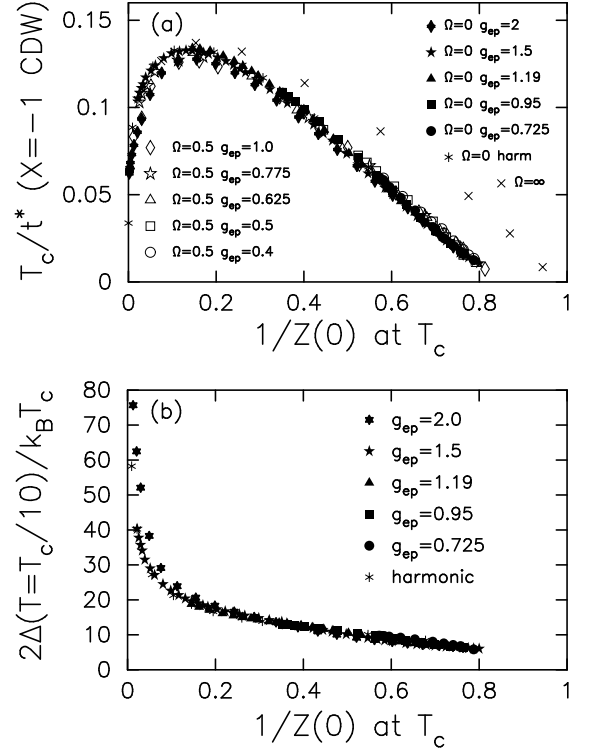 T_c/t* (X=−1 CDW)
0.15
0.1
0.05
0
(a)
Ω=0 g_ep=2
Ω=0 g_ep=1.5
Ω=0 g_ep=1.19
Ω=0 g_ep=0.95
Ω=0 g_ep=0.725
Ω=0 harm
Ω=∞
Ω=0.5 g_ep=1.0
Ω=0.5 g_ep=0.775
Ω=0.5 g_ep=0.625
Ω=0.5 g_ep=0.5
Ω=0.5 g_ep=0.4
0 0.2 0.4 0.6 0.8 1
1/Z(0) at T_c
2Δ(T=T_c/10)/k_BT_c
80
70
60
50
40
30
20
10
0
(b)
g_ep=2.0
g_ep=1.5
g_ep=1.19
g_ep=0.95
g_ep=0.725
harmonic
0 0.2 0.4 0.6 0.8 1
1/Z(0) at T_c